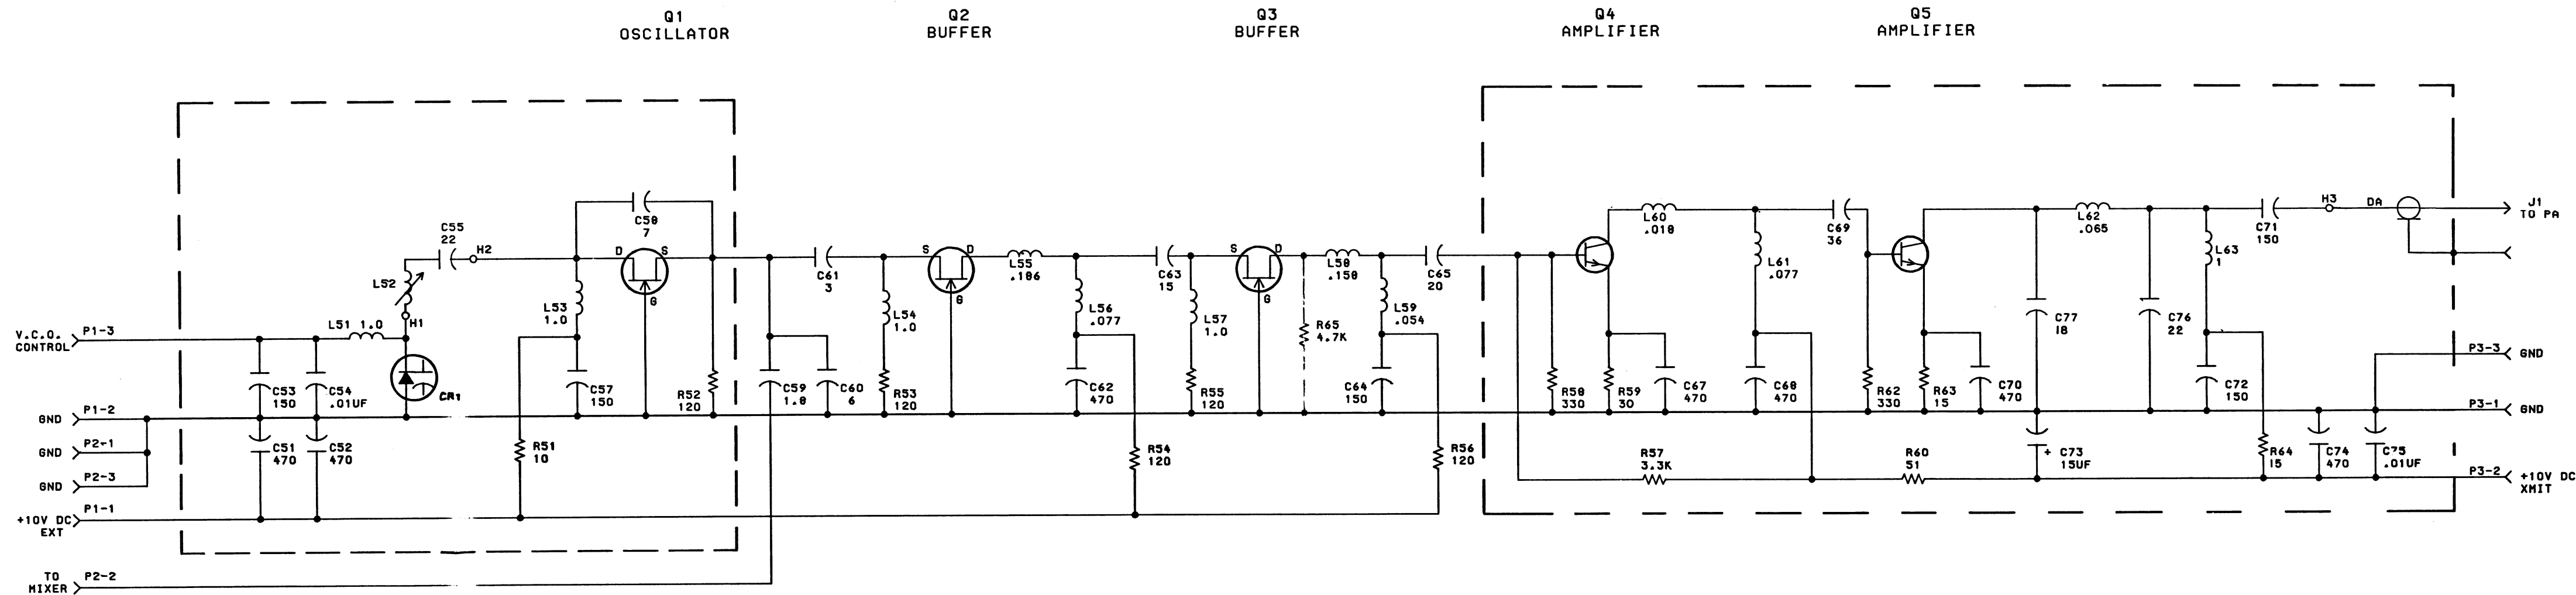 Q1
OSCILLATOR
Q2
BUFFER
Q3
BUFFER
Q4
AMPLIFIER
Q5
AMPLIFIER
V.C.O.
CONTROL
P1-3
GND
P1-2
GND
P2-1
GND
P2-3
+10V DC
EXT
P1-1
TO
MIXER
P2-2
C53
150
C54
.01UF
C51
470
C52
470
L51 1.0
H1
L52
CR1
C55
22
H2
L53
1.0
C57
150
R51
10
C58
7
D
S
G
R52
120
C59
1.8
C60
6
C61
3
L54
1.0
R53
120
S
D
G
L55
.186
L56
.077
C62
470
R54
120
C63
15
L57
1.0
R55
120
S
D
G
R65
4.7K
L58
.158
L59
.054
C64
150
R56
120
C65
20
R58
330
R59
30
C67
470
L60
.018
L61
.077
C68
470
R57
3.3K
C69
36
R62
330
R63
15
C70
470
R60
51
C77
18
+ C73
15UF
L62
.065
C76
22
L63
1
C72
150
R64
15
C71
150
H3
DA
C74
470
C75
.01UF
J1
TO PA
P3-3
GND
P3-1
GND
P3-2
+10V DC
XMIT